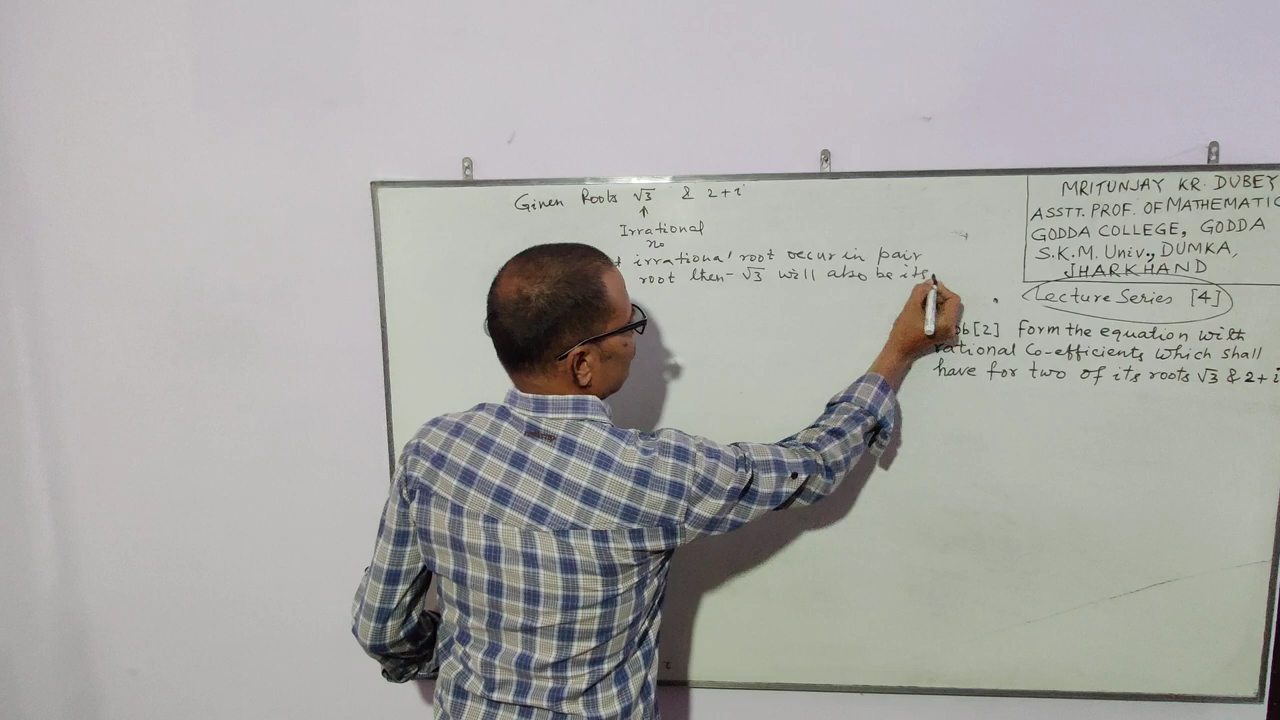 Given Roots √3 & 2+i
↑
Irrational
no
irrational root occur in pair
root then -√3 will also be its
MRITUNJAY KR. DUBEY
ASSTT. PROF. OF MATHEMATIC
GODDA COLLEGE, GODDA
S.K.M. Univ., DUMKA,
JHARKHAND
Lecture Series [4]
[2] Form the equation with
rational Co-efficients which shall
have for two of its roots √3 & 2+i